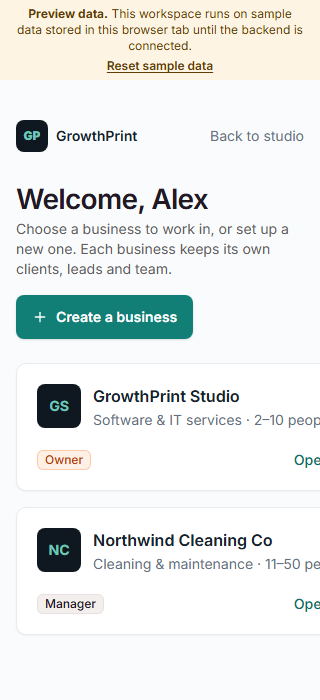 Preview data. This workspace runs on sample
data stored in this browser tab until the backend is
connected.
Reset sample data
GP GrowthPrint Back to studio
Welcome, Alex
Choose a business to work in, or set up a
new one. Each business keeps its own
clients, leads and team.
+ Create a business
GS GrowthPrint Studio
Software & IT services · 2–10 peop
Owner Ope
NC Northwind Cleaning Co
Cleaning & maintenance · 11–50 pe
Manager Ope